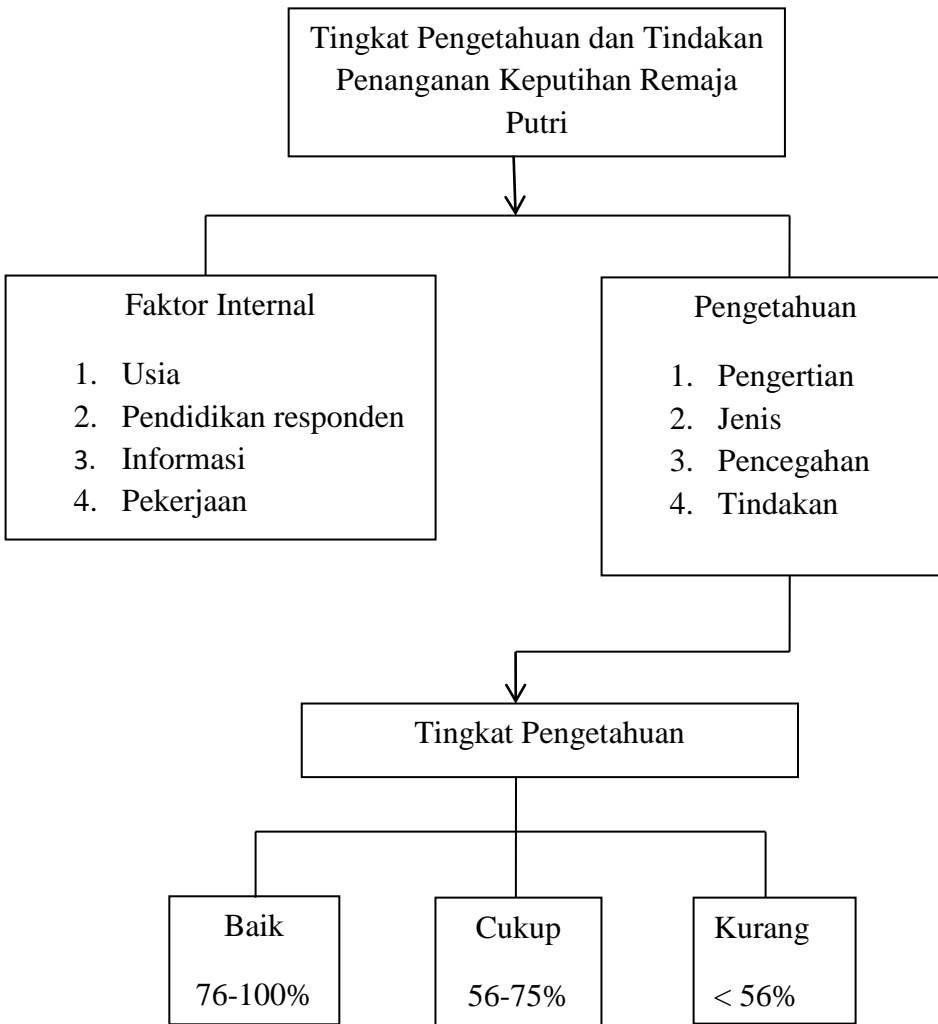 Tingkat Pengetahuan dan Tindakan
Penanganan Keputihan Remaja
Putri
Faktor Internal
1. Usia
2. Pendidikan responden
3. Informasi
4. Pekerjaan
Pengetahuan
1. Pengertian
2. Jenis
3. Pencegahan
4. Tindakan
Tingkat Pengetahuan
Baik
76-100%
Cukup
56-75%
Kurang
< 56%